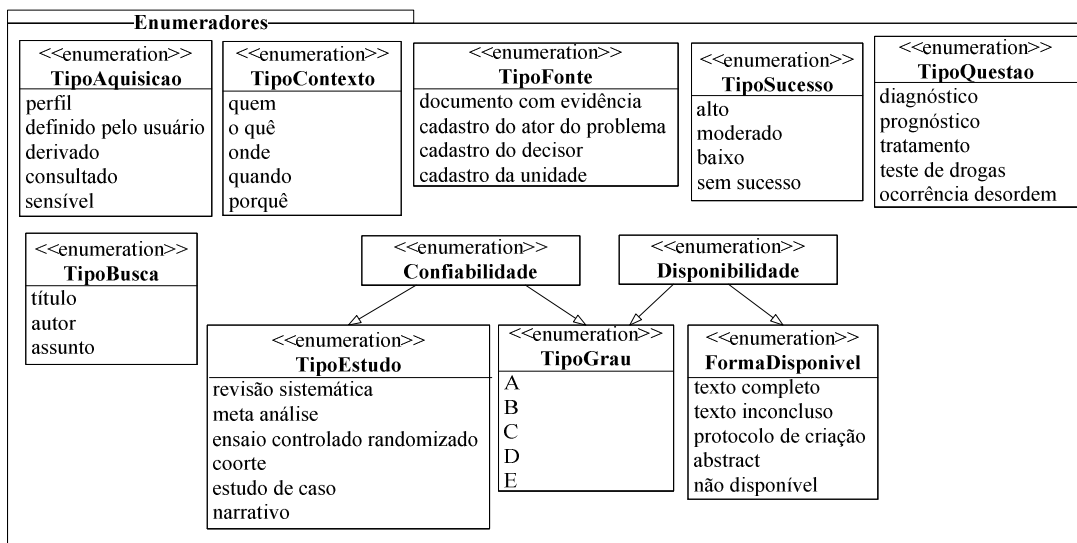 Enumeradores
<<enumeration>>
TipoAquisicao
perfil
definido pelo usuário
derivado
consultado
sensível
<<enumeration>>
TipoContexto
quem
o quê
onde
quando
porquê
<<enumeration>>
TipoFonte
documento com evidência
cadastro do ator do problema
cadastro do decisor
cadastro da unidade
<<enumeration>>
TipoSucesso
alto
moderado
baixo
sem sucesso
<<enumeration>>
TipoQuestao
diagnóstico
prognóstico
tratamento
teste de drogas
ocorrência desordem
<<enumeration>>
TipoBusca
título
autor
assunto
<<enumeration>>
Confiabilidade
<<enumeration>>
Disponibilidade
<<enumeration>>
TipoEstudo
revisão sistemática
meta análise
ensaio controlado randomizado
coorte
estudo de caso
narrativo
<<enumeration>>
TipoGrau
A
B
C
D
E
<<enumeration>>
FormaDisponivel
texto completo
texto inconcluso
protocolo de criação
abstract
não disponível